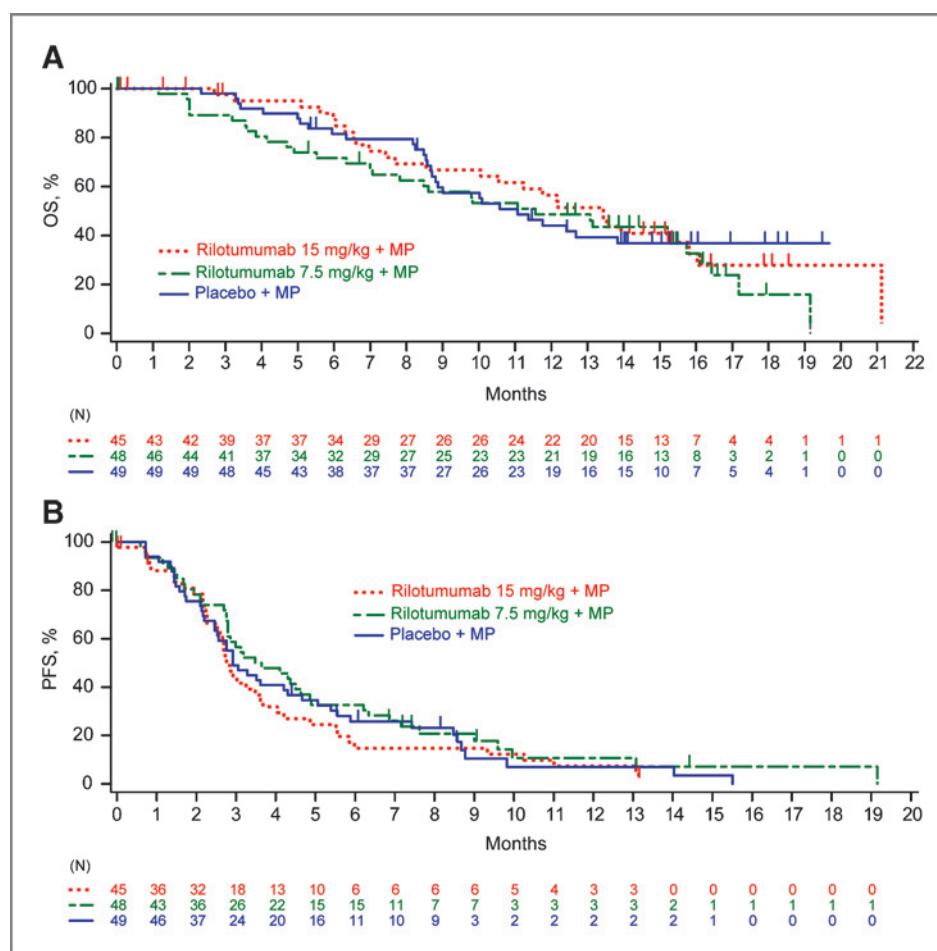 A
100
80
60
40
20
0
OS, %
Rilotumumab 15 mg/kg + MP
Rilotumumab 7.5 mg/kg + MP
Placebo + MP
0 1 2 3 4 5 6 7 8 9 10 11 12 13 14 15 16 17 18 19 20 21 22
Months
(N)
45 43 42 39 37 37 34 29 27 26 26 24 22 20 15 13 7 4 4 1 1 1
48 46 44 41 37 34 32 29 27 25 23 23 21 19 16 13 8 3 2 1 0 0
49 49 49 48 45 43 38 37 37 27 26 23 19 16 15 10 7 5 4 1 0 0
B
100
80
60
40
20
0
PFS, %
Rilotumumab 15 mg/kg + MP
Rilotumumab 7.5 mg/kg + MP
Placebo + MP
0 1 2 3 4 5 6 7 8 9 10 11 12 13 14 15 16 17 18 19 20
Months
(N)
45 36 32 18 13 10 6 6 6 6 5 4 3 3 0 0 0 0 0 0
48 43 36 26 22 15 15 11 7 7 3 3 3 3 2 1 1 1 1 1
49 46 37 24 20 16 11 10 9 3 2 2 2 2 2 1 0 0 0 0